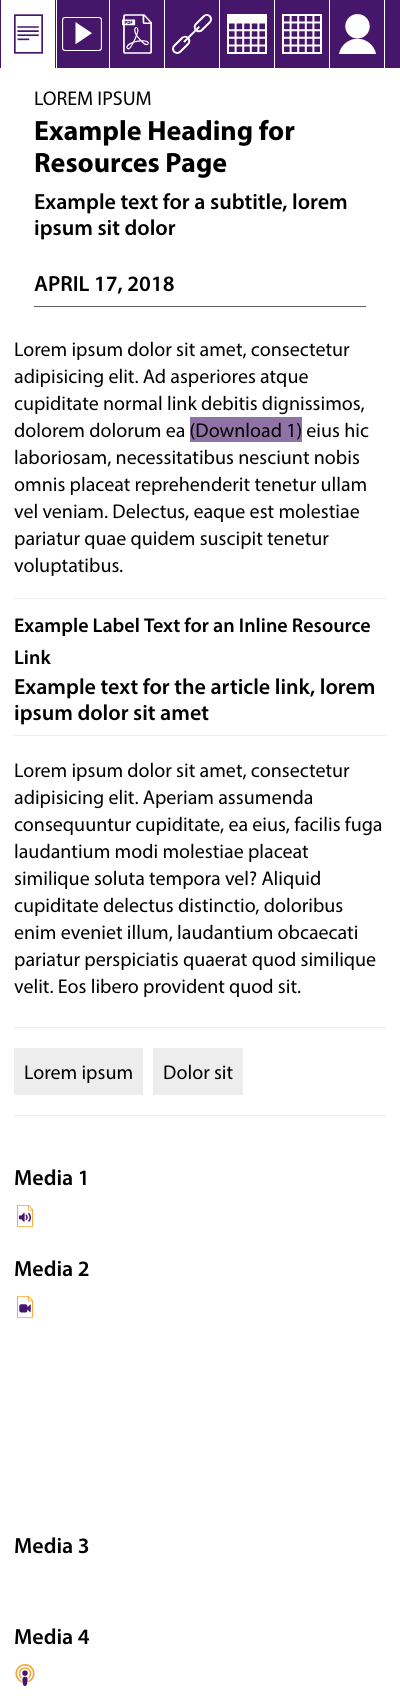 PDF
LOREM IPSUM
Example Heading for
Resources Page
Example text for a subtitle, lorem
ipsum sit dolor
APRIL 17, 2018
Lorem ipsum dolor sit amet, consectetur
adipisicing elit. Ad asperiores atque
cupiditate normal link debitis dignissimos,
dolorem dolorum ea (Download 1) eius hic
laboriosam, necessitatibus nesciunt nobis
omnis placeat reprehenderit tenetur ullam
vel veniam. Delectus, eaque est molestiae
pariatur quae quidem suscipit tenetur
voluptatibus.
Example Label Text for an Inline Resource
Link
Example text for the article link, lorem
ipsum dolor sit amet
Lorem ipsum dolor sit amet, consectetur
adipisicing elit. Aperiam assumenda
consequuntur cupiditate, ea eius, facilis fuga
laudantium modi molestiae placeat
similique soluta tempora vel? Aliquid
cupiditate delectus distinctio, doloribus
enim eveniet illum, laudantium obcaecati
pariatur perspiciatis quaerat quod similique
velit. Eos libero provident quod sit.
Lorem ipsum Dolor sit
Media 1
Media 2
Media 3
Media 4